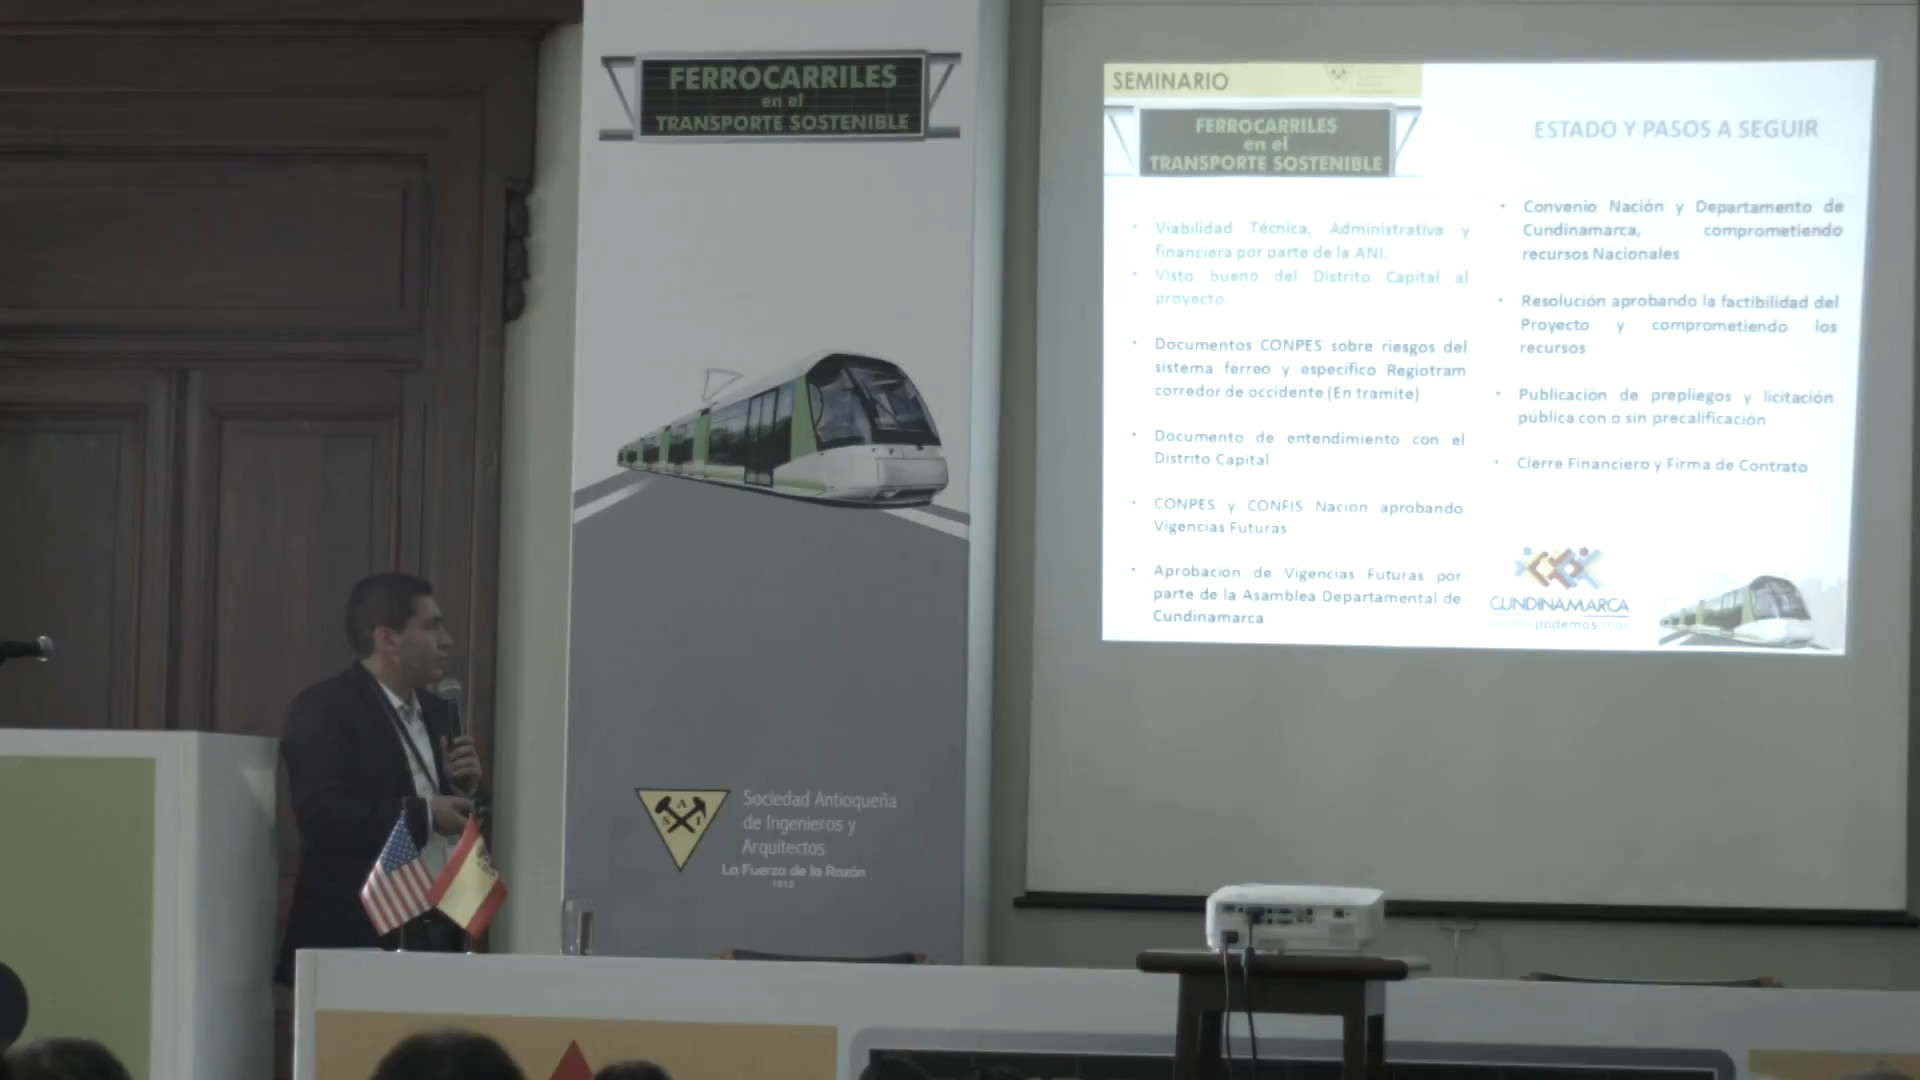 FERROCARRILES
en el
TRANSPORTE SOSTENIBLE
A
S I
Sociedad Antioqueña
de Ingenieros y
Arquitectos
La Fuerza de la Razón
1913
SEMINARIO
FERROCARRILES
en el
TRANSPORTE SOSTENIBLE
• Viabilidad Técnica, Administrativa y
financiera por parte de la ANI.
• Visto bueno del Distrito Capital al
proyecto
• Documentos CONPES sobre riesgos del
sistema férreo y específico Regiotram
corredor de occidente (En tramite)
• Documento de entendimiento con el
Distrito Capital
• CONPES y CONFIS Nacion aprobando
Vigencias Futuras
• Aprobación de Vigencias Futuras por
parte de la Asamblea Departamental de
Cundinamarca
ESTADO Y PASOS A SEGUIR
• Convenio Nación y Departamento de
Cundinamarca, comprometiendo
recursos Nacionales
• Resolución aprobando la factibilidad del
Proyecto y comprometiendo los
recursos
• Publicación de prepliegos y licitación
pública con o sin precalificación
• Cierre Financiero y Firma de Contrato
CUNDINAMARCA
unidos podemos más